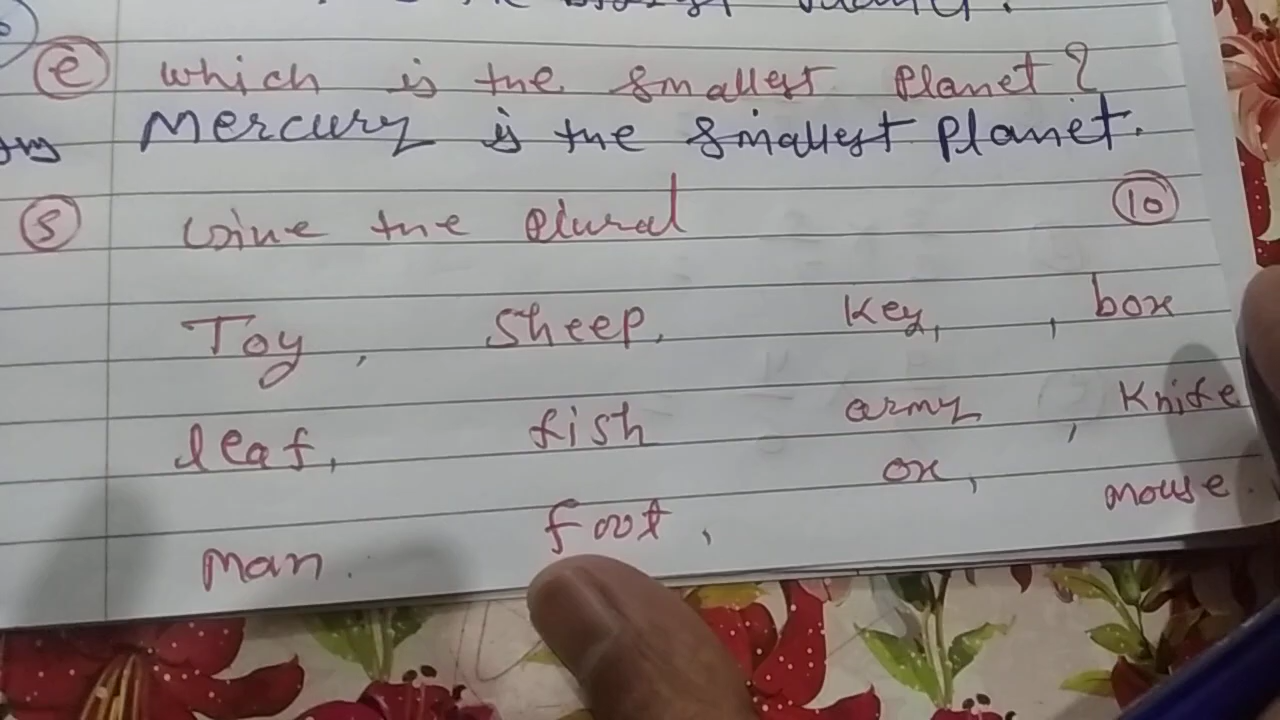 (e) which is the smallest planet?
Mercury is the smallest planet.
(5) Give the plural (10)
Toy, Sheep, Key, , box
leaf, fish army, Knife
man. foot, ox, mouse.